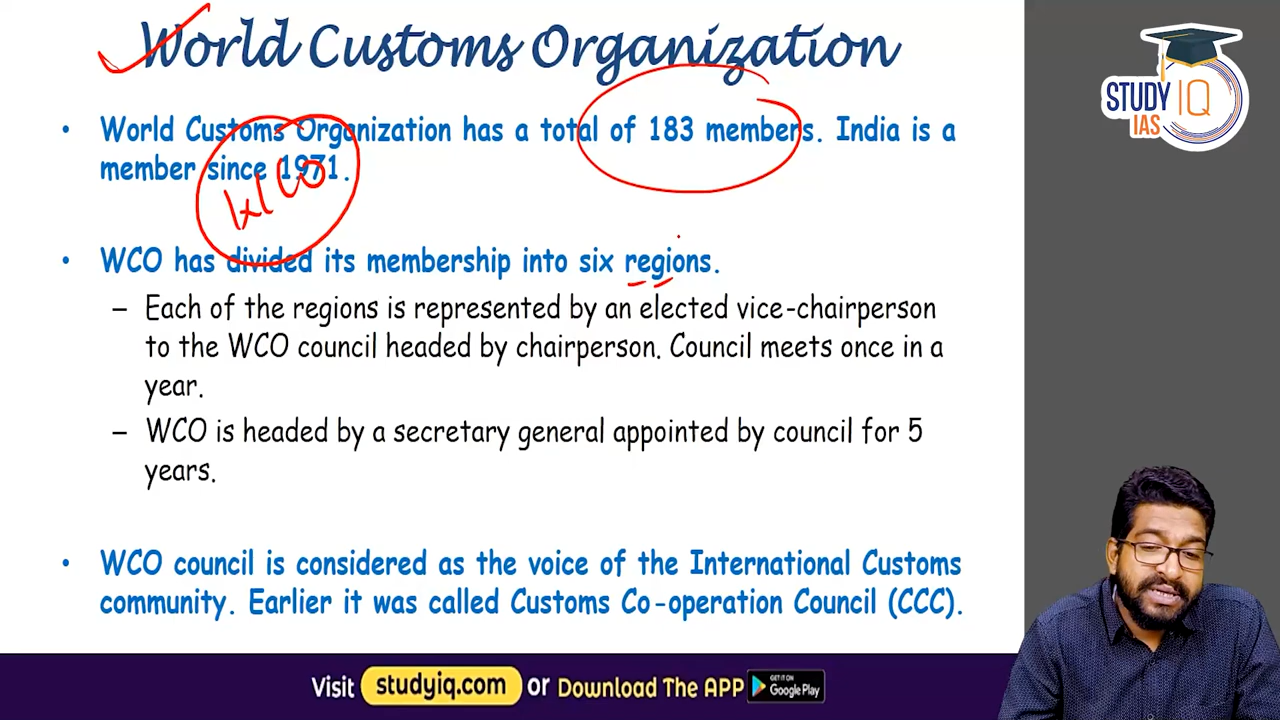 World Customs Organization
STUDY IQ
IAS
• World Customs Organization has a total of 183 members. India is a
member since 1971.
WCO
• WCO has divided its membership into six regions.
– Each of the regions is represented by an elected vice-chairperson
to the WCO council headed by chairperson. Council meets once in a
year.
– WCO is headed by a secretary general appointed by council for 5
years.
• WCO council is considered as the voice of the International Customs
community. Earlier it was called Customs Co-operation Council (CCC).
Visit studyiq.com or Download The APP GET IT ON Google Play